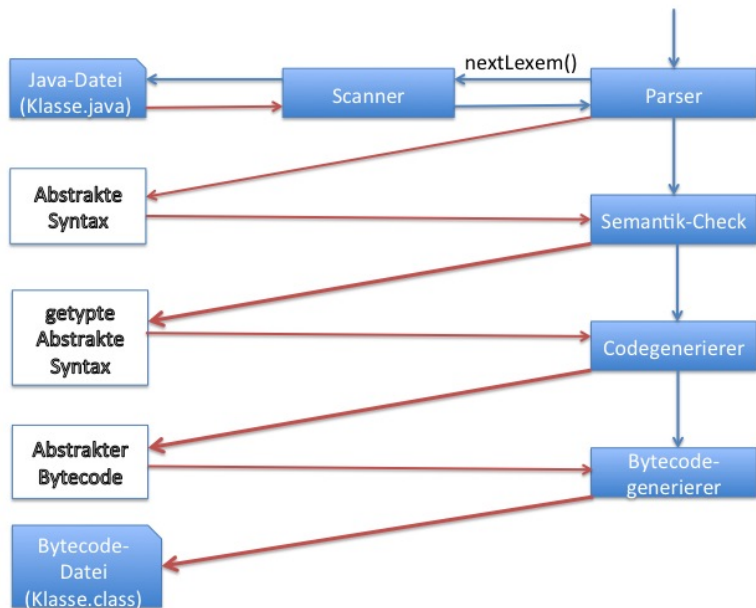 nextLexem()
Java-Datei
(Klasse.java)
Scanner
Parser
Abstrakte
Syntax
Semantik-Check
getypte
Abstrakte
Syntax
Codegenerierer
Abstrakter
Bytecode
Bytecode-
generierer
Bytecode-
Datei
(Klasse.class)